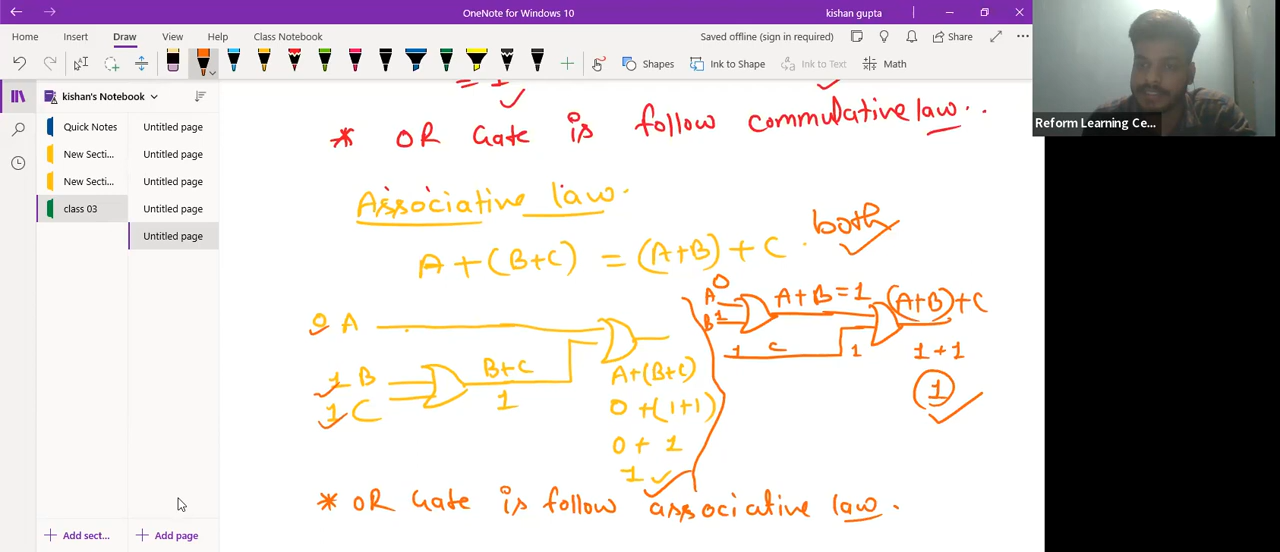 OneNote for Windows 10
kishan gupta
Home Insert Draw View Help Class Notebook
Saved offline (sign in required)
Share
Shapes
Ink to Shape
Ink to Text
Math
kishan's Notebook
Quick Notes
New Secti...
New Secti...
class 03
Untitled page
Untitled page
Untitled page
Untitled page
Untitled page
Add sect...
Add page
Reform Learning Ce...
* OR Gate is follow commulative law..
Associative law.
A + (B+C) = (A+B) + C . both
0 A
1 B
1 C
B+C
1
A+(B+C)
0 + (1+1)
0 + 1
1
A 0
B 1
A+B=1
(A+B)+C
1 C 1
1+1
1
* OR Gate is follow associative law.